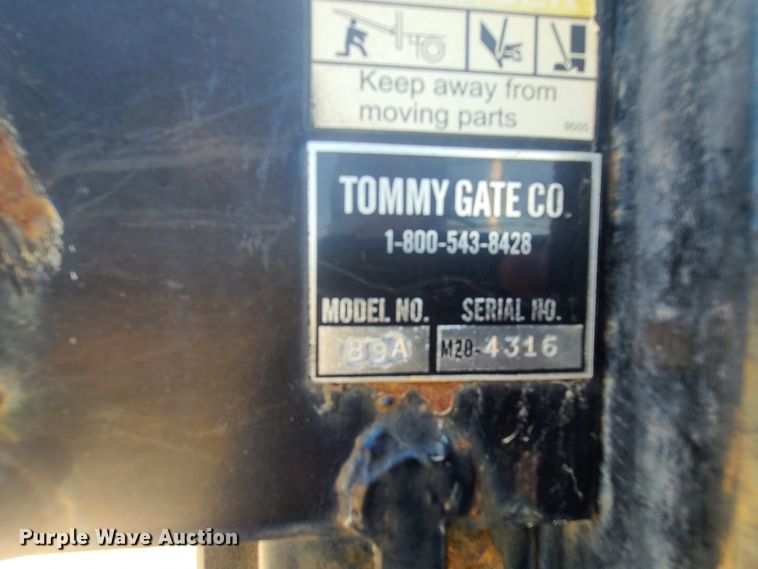 Keep away from
moving parts
TOMMY GATE CO.
1-800-543-8428
MODEL NO. SERIAL NO.
89A M20-4316
Purple Wave Auction